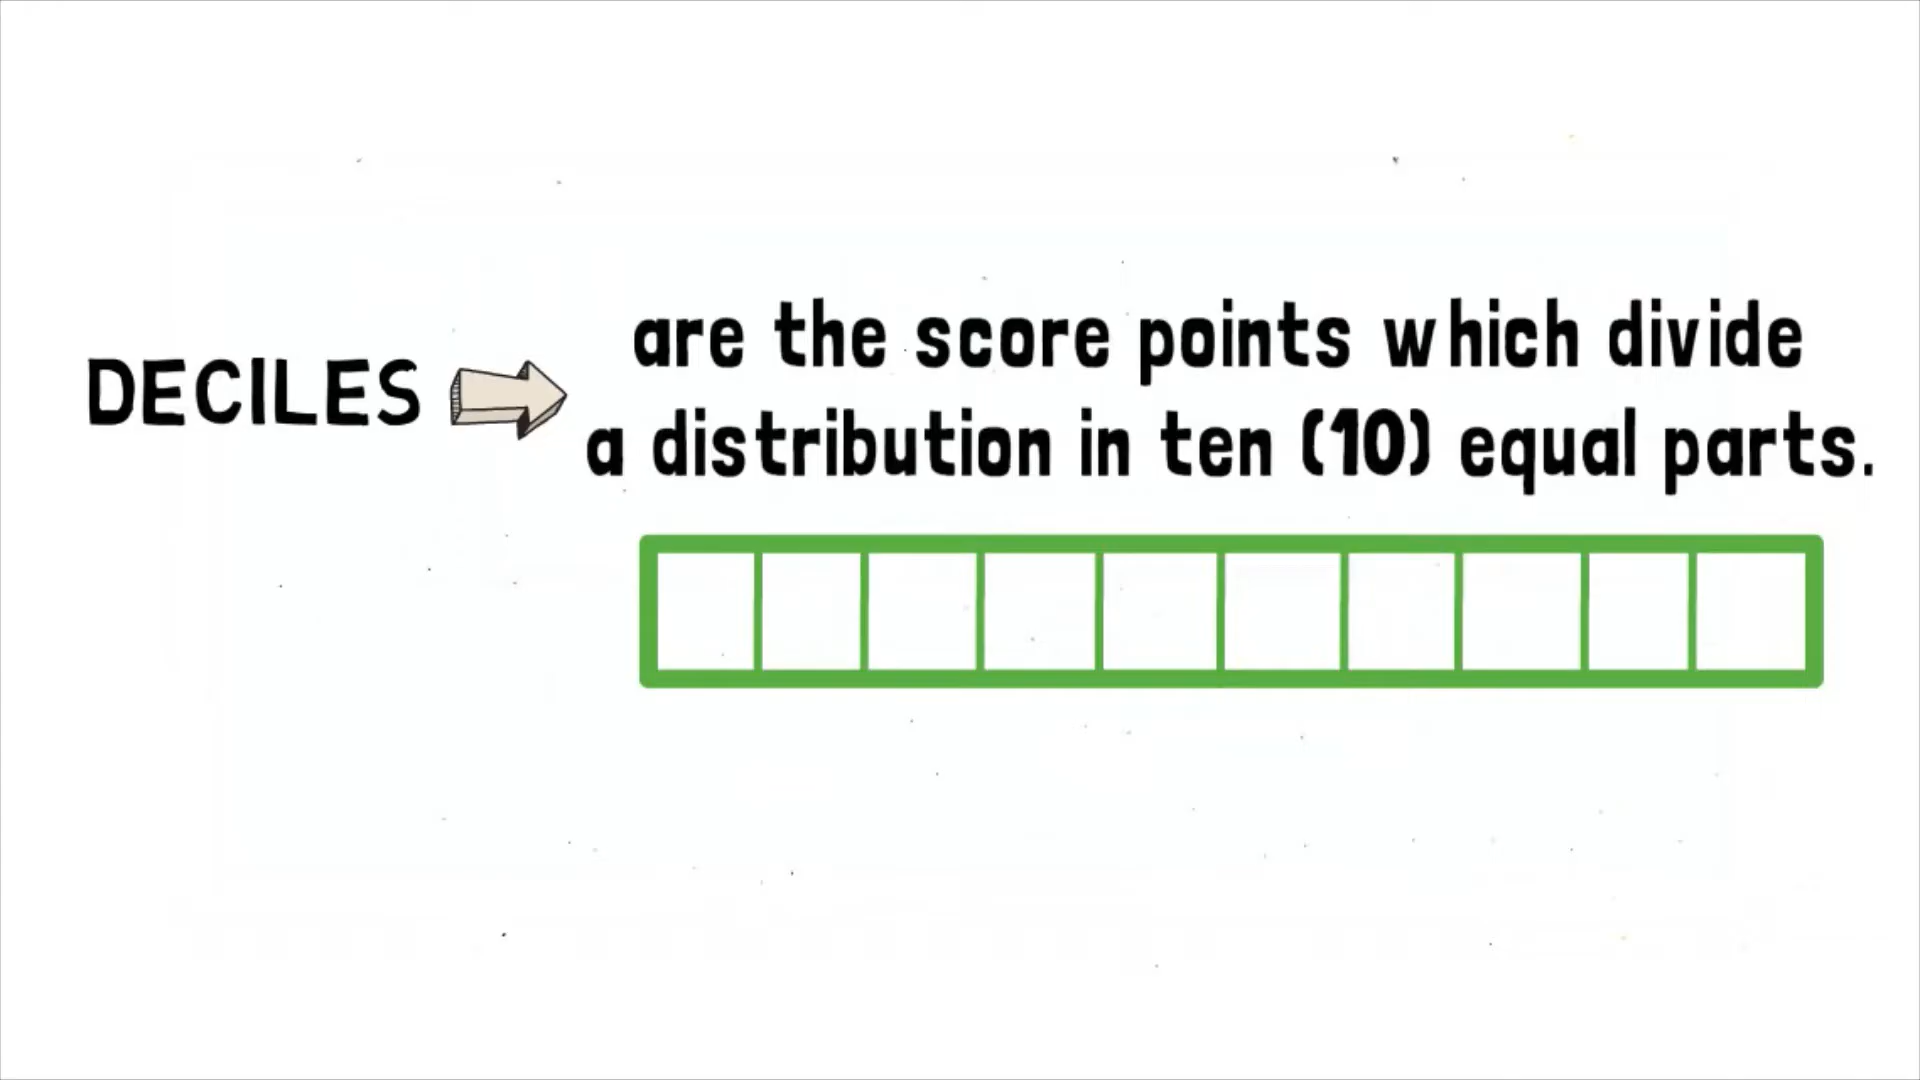 DECILES
are the score points which divide
a distribution in ten (10) equal parts.